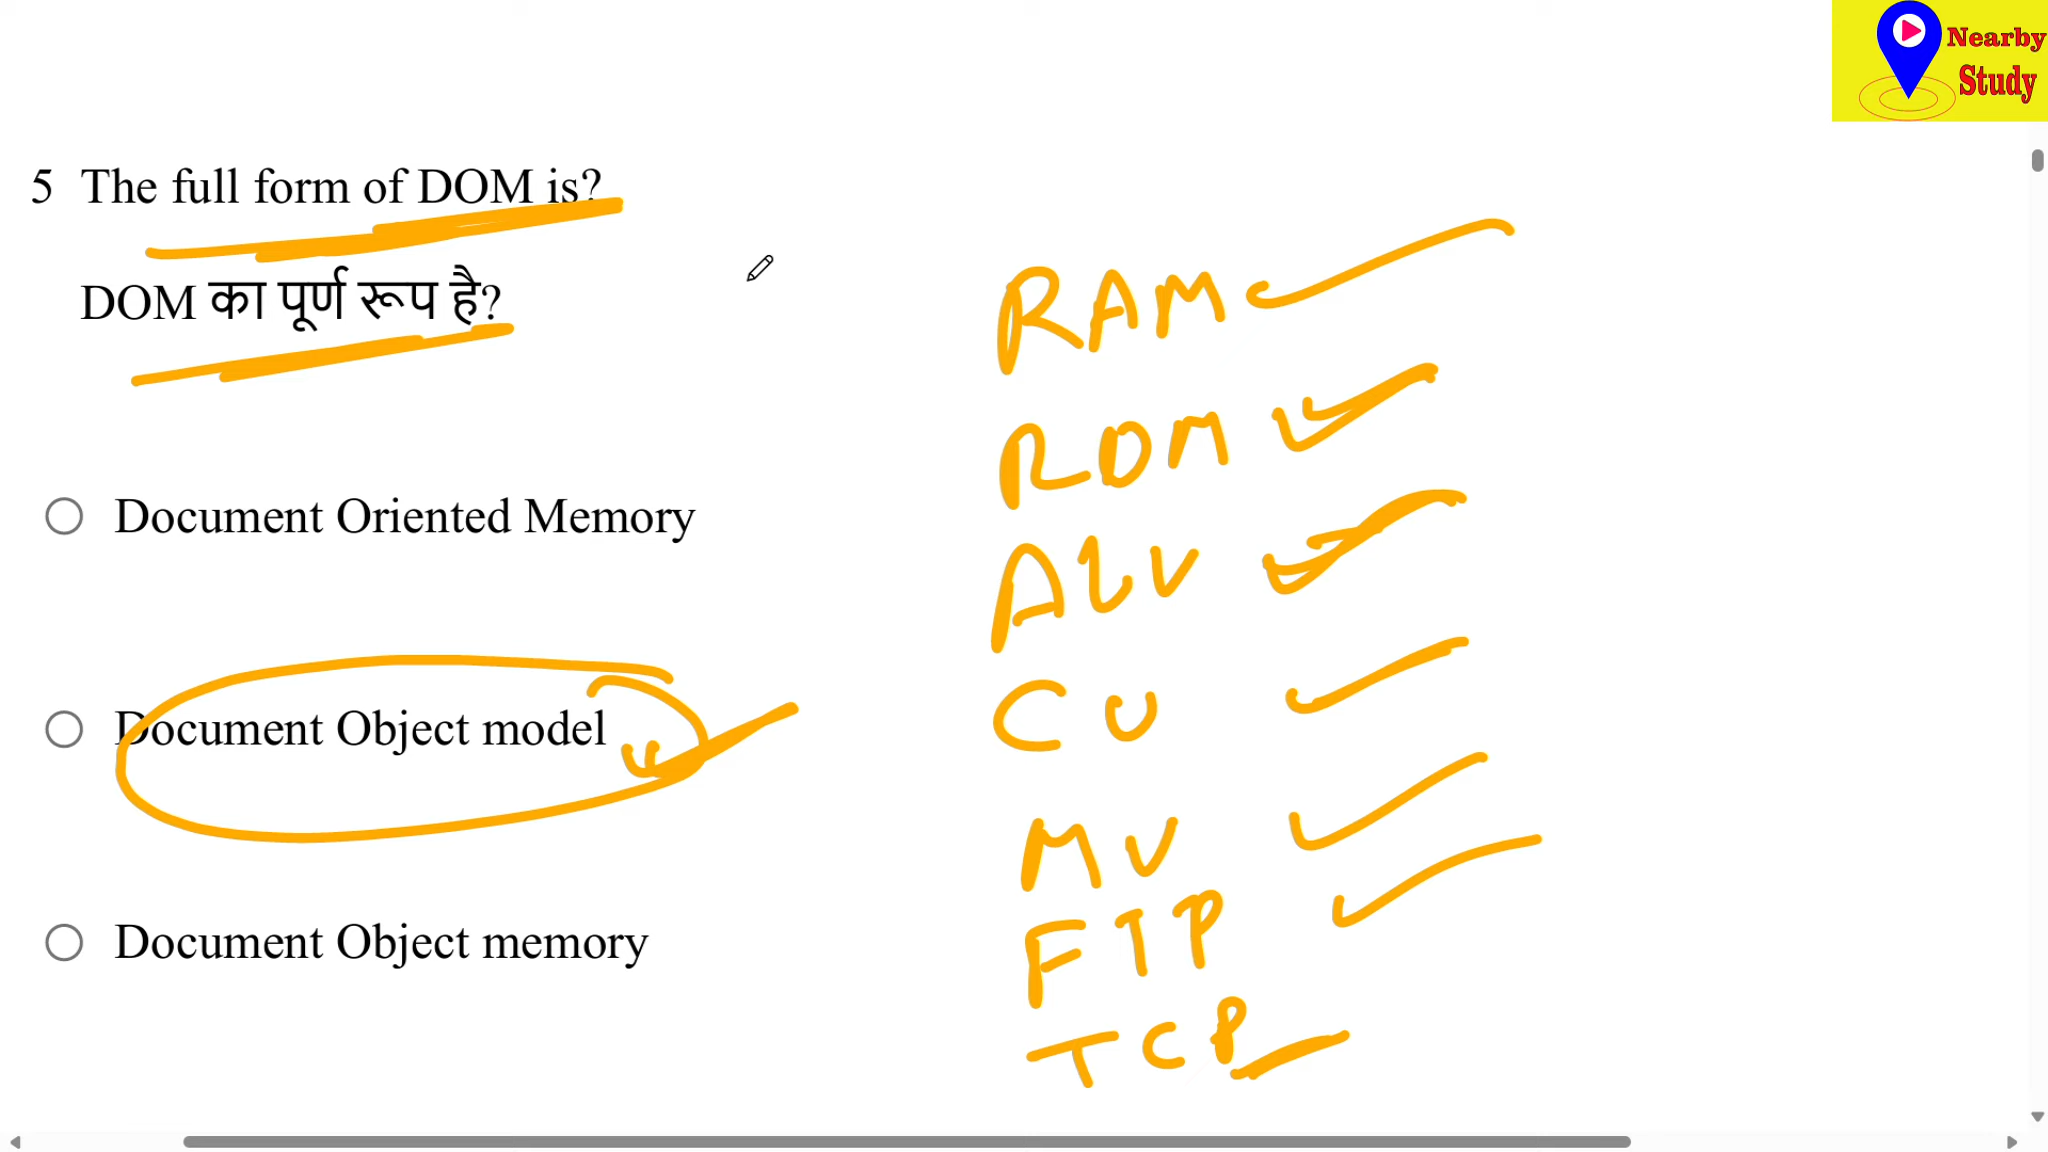 Nearby
Study
5 The full form of DOM is?
DOM का पूर्ण रूप है?
Document Oriented Memory
Document Object model
Document Object memory
RAM
ROM
ALU
CU
MU
FTP
TCP